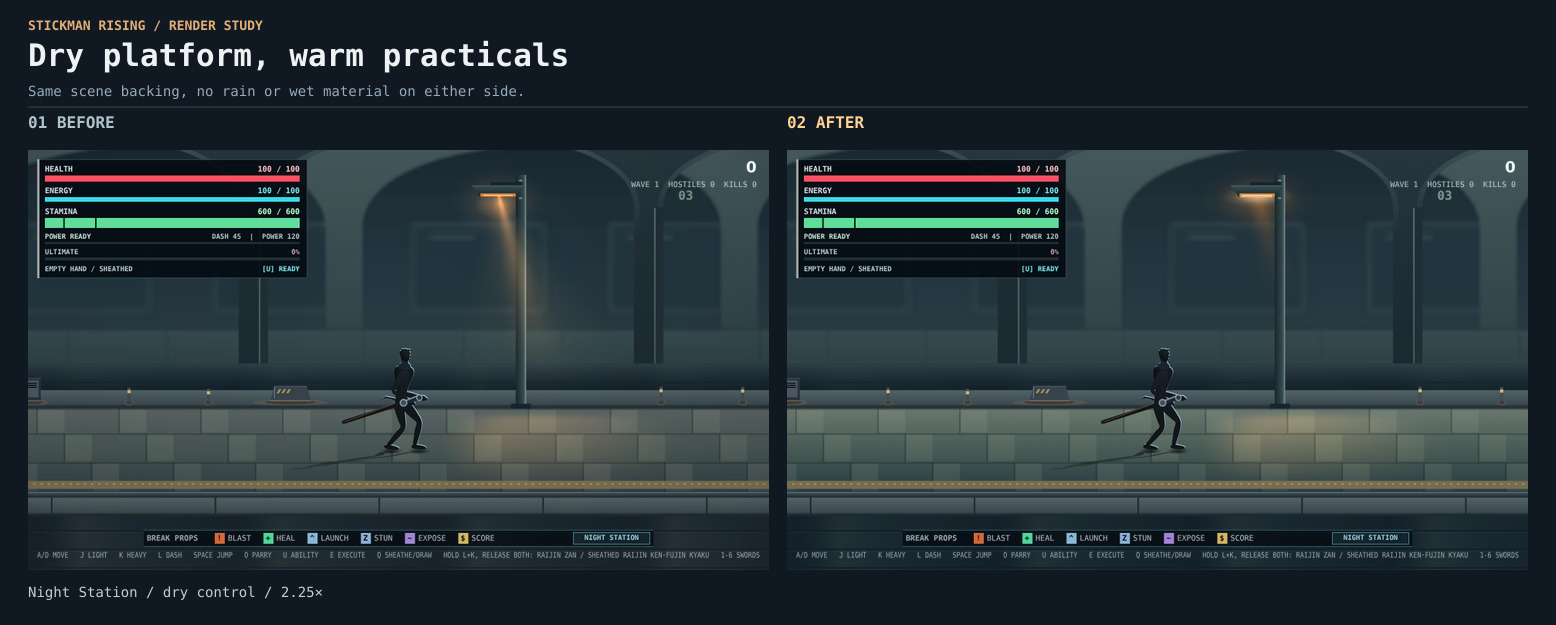 STICKMAN RISING / RENDER STUDY
Dry platform, warm practicals
Same scene backing, no rain or wet material on either side.
01 BEFORE
HEALTH 100 / 100
ENERGY 100 / 100
STAMINA 600 / 600
POWER READY DASH 45 | POWER 120
ULTIMATE 0%
EMPTY HAND / SHEATHED [U] READY
0
WAVE 1 HOSTILES 0 KILLS 0
03
BREAK PROPS ! BLAST + HEAL ^ LAUNCH Z STUN − EXPOSE $ SCORE NIGHT STATION
A/D MOVE J LIGHT K HEAVY L DASH SPACE JUMP O PARRY U ABILITY E EXECUTE Q SHEATHE/DRAW HOLD L+K, RELEASE BOTH: RAIJIN ZAN / SHEATHED RAIJIN KEN-FUJIN KYAKU 1-6 SWORDS
02 AFTER
HEALTH 100 / 100
ENERGY 100 / 100
STAMINA 600 / 600
POWER READY DASH 45 | POWER 120
ULTIMATE 0%
EMPTY HAND / SHEATHED [U] READY
0
WAVE 1 HOSTILES 0 KILLS 0
03
BREAK PROPS ! BLAST + HEAL ^ LAUNCH Z STUN − EXPOSE $ SCORE NIGHT STATION
A/D MOVE J LIGHT K HEAVY L DASH SPACE JUMP O PARRY U ABILITY E EXECUTE Q SHEATHE/DRAW HOLD L+K, RELEASE BOTH: RAIJIN ZAN / SHEATHED RAIJIN KEN-FUJIN KYAKU 1-6 SWORDS
Night Station / dry control / 2.25×